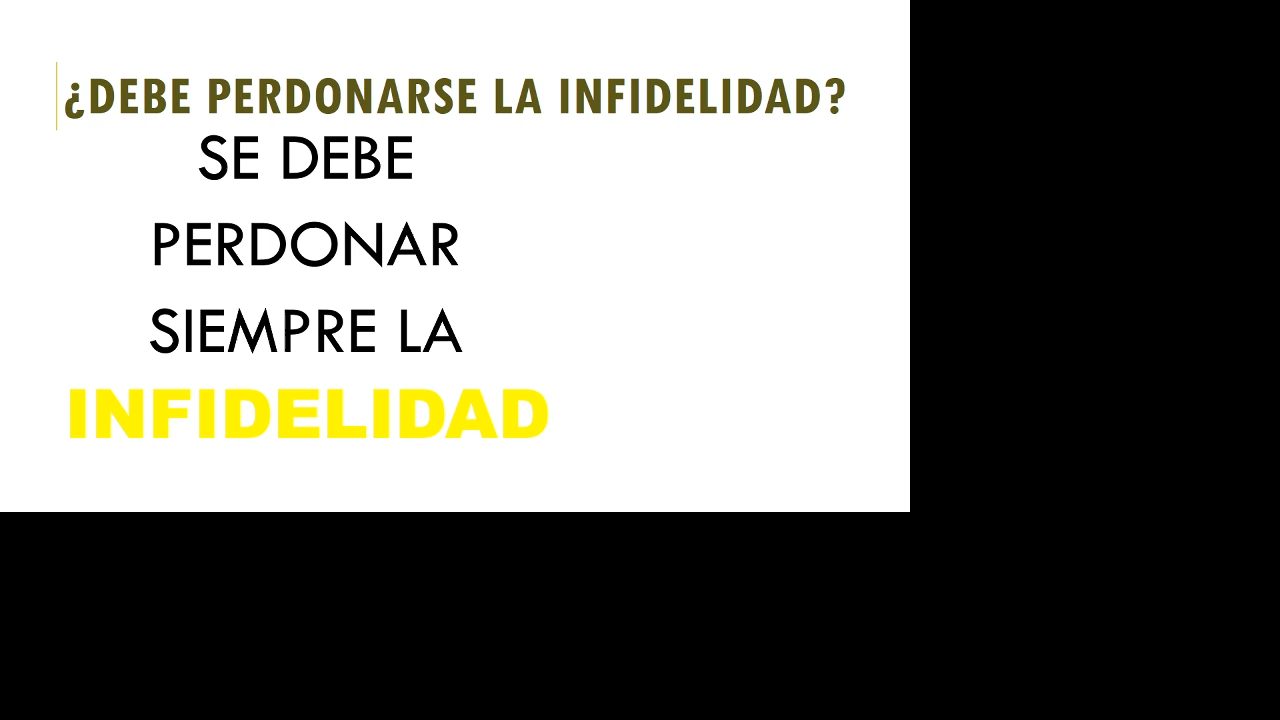 ¿DEBE PERDONARSE LA INFIDELIDAD?
SE DEBE
PERDONAR
SIEMPRE LA
INFIDELIDAD